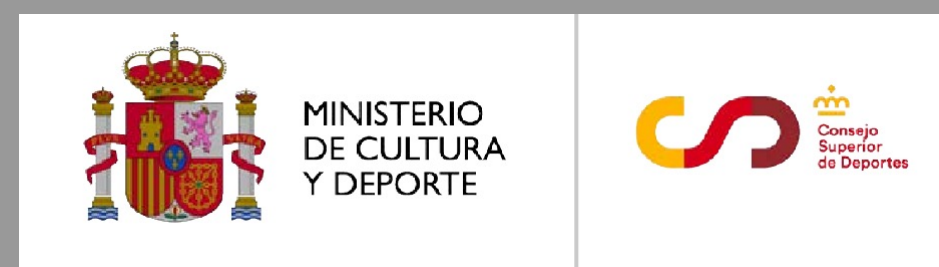 MINISTERIO
DE CULTURA
Y DEPORTE
Consejo
Superior
de Deportes